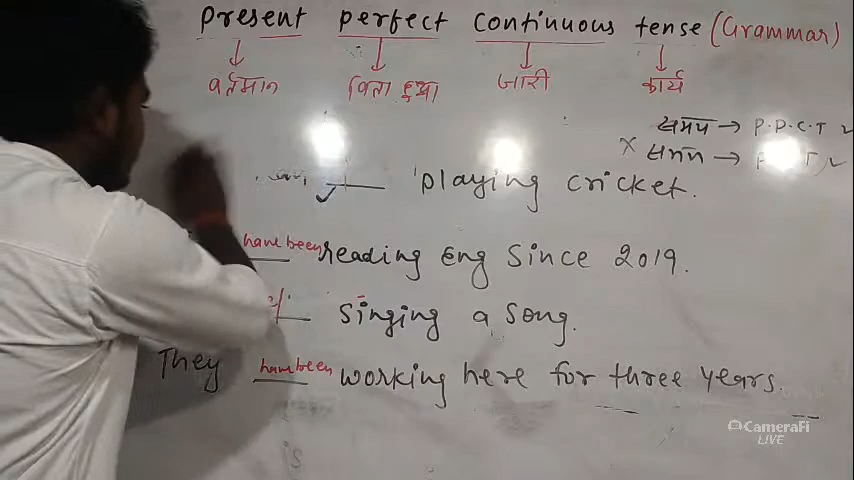 Present perfect continuous tense (Grammar)
वर्तमान बिता हुआ जारी कार्य
समय → P.P.C.T
× समय →
playing cricket.
have been reading Eng Since 2019.
Singing a Song.
They have been working here for three years.
is
CameraFi
LIVE